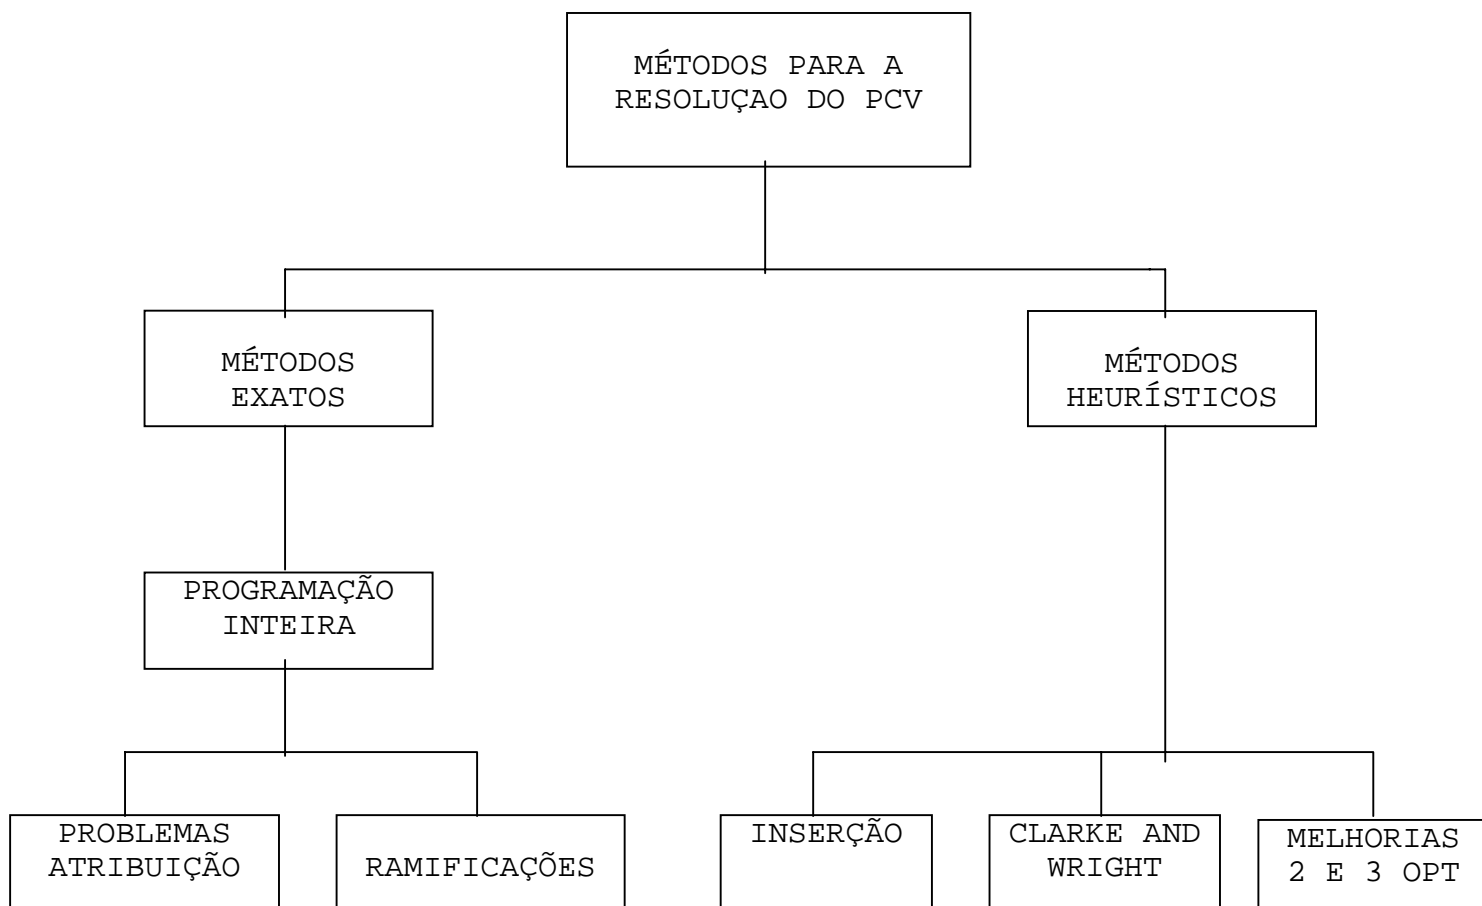 MÉTODOS PARA A
RESOLUÇAO DO PCV
MÉTODOS
EXATOS
MÉTODOS
HEURÍSTICOS
PROGRAMAÇÃO
INTEIRA
PROBLEMAS
ATRIBUIÇÃO
RAMIFICAÇÕES
INSERÇÃO
CLARKE AND
WRIGHT
MELHORIAS
2 E 3 OPT